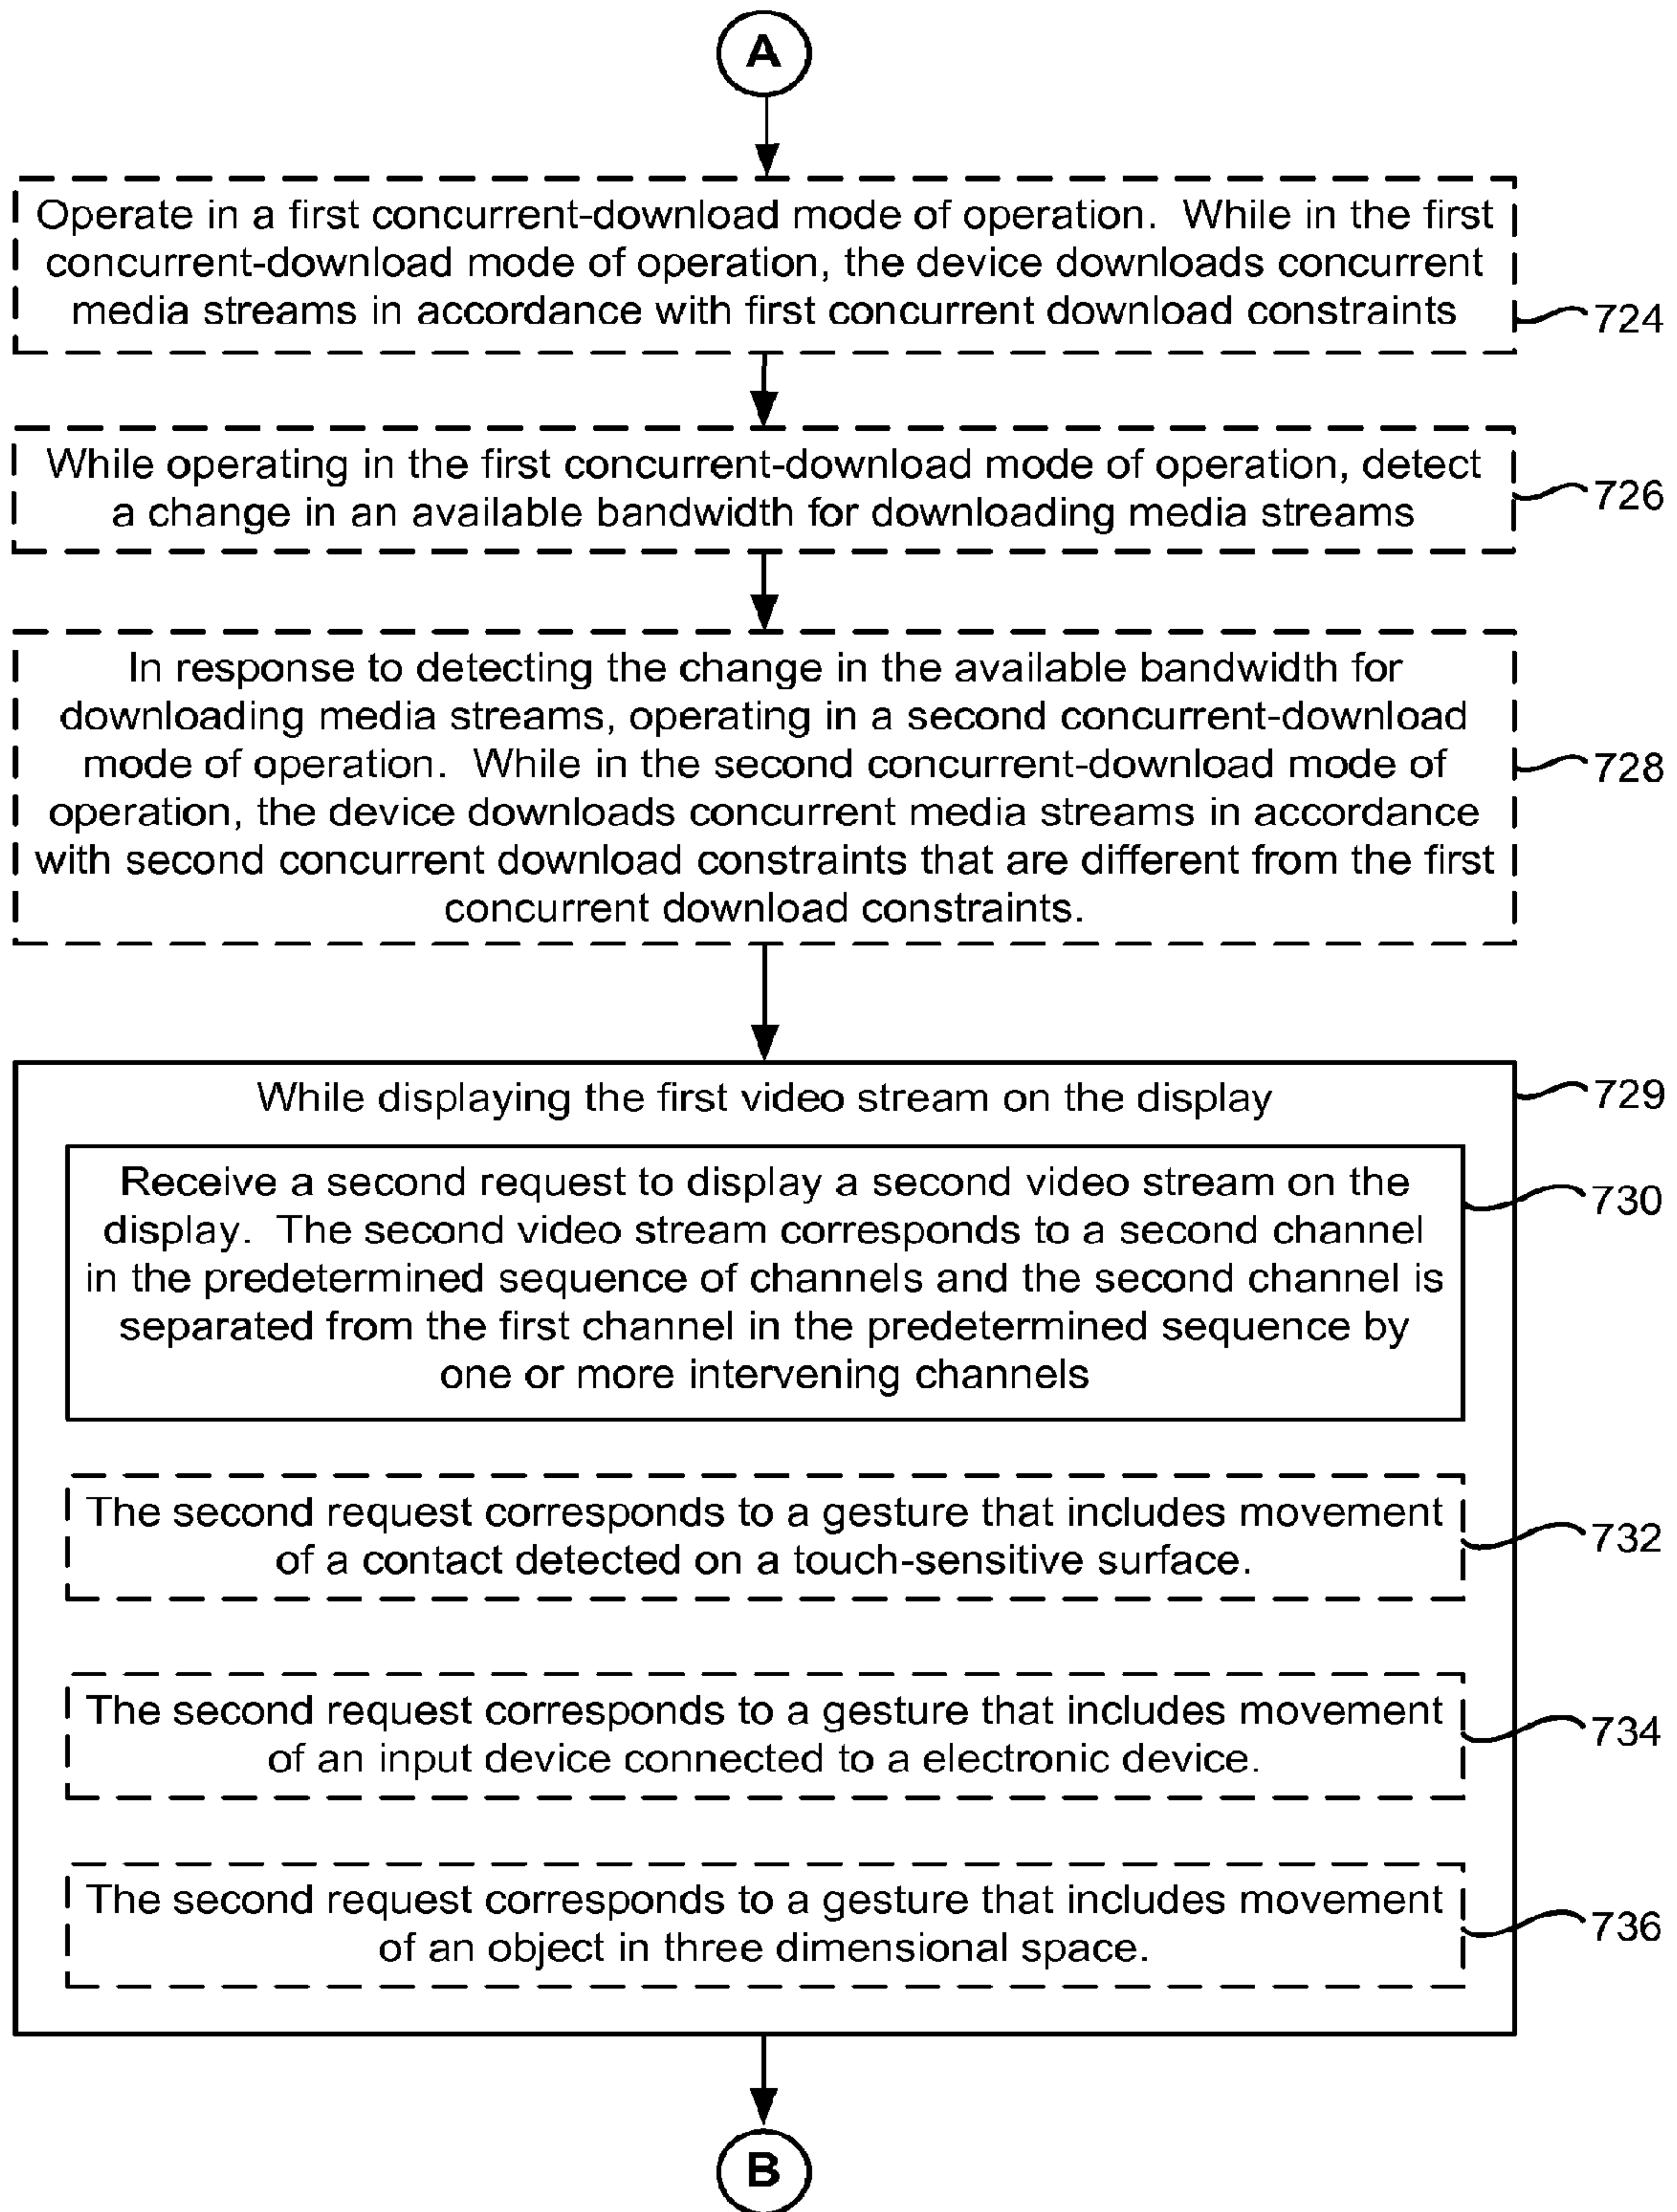 A
Operate in a first concurrent-download mode of operation.  While in the first
concurrent-download mode of operation, the device downloads concurrent
media streams in accordance with first concurrent download constraints
724
While operating in the first concurrent-download mode of operation, detect
a change in an available bandwidth for downloading media streams
726
In response to detecting the change in the available bandwidth for
downloading media streams, operating in a second concurrent-download
mode of operation.  While in the second concurrent-download mode of
operation, the device downloads concurrent media streams in accordance
with second concurrent download constraints that are different from the first
concurrent download constraints.
728
While displaying the first video stream on the display
729
Receive a second request to display a second video stream on the
display.  The second video stream corresponds to a second channel
in the predetermined sequence of channels and the second channel is
separated from the first channel in the predetermined sequence by
one or more intervening channels
730
The second request corresponds to a gesture that includes movement
of a contact detected on a touch-sensitive surface.
732
The second request corresponds to a gesture that includes movement
of an input device connected to a electronic device.
734
The second request corresponds to a gesture that includes movement
of an object in three dimensional space.
736
B